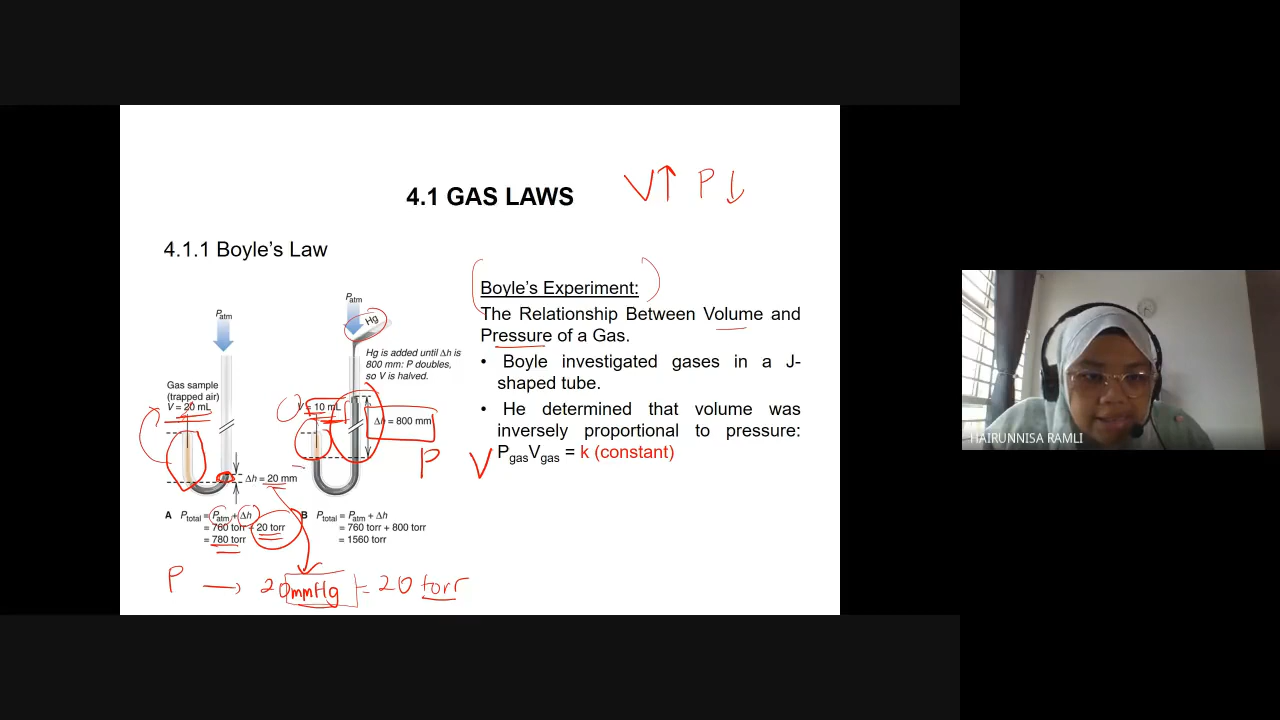 4.1 GAS LAWS
V↑ P↓
4.1.1 Boyle's Law
Patm
Gas sample
(trapped air)
V = 20 mL
Δh = 20 mm
A Ptotal = Patm + Δh
= 760 torr + 20 torr
= 780 torr
Patm
Hg
Hg is added until Δh is
800 mm: P doubles,
so V is halved.
V = 10 mL
Δh = 800 mm
B Ptotal = Patm + Δh
= 760 torr + 800 torr
= 1560 torr
P V
P → 20 mmHg = 20 torr
Boyle's Experiment:
The Relationship Between Volume and
Pressure of a Gas.
• Boyle investigated gases in a J-
shaped tube.
• He determined that volume was
inversely proportional to pressure:
PgasVgas = k (constant)
HAIRUNNISA RAMLI